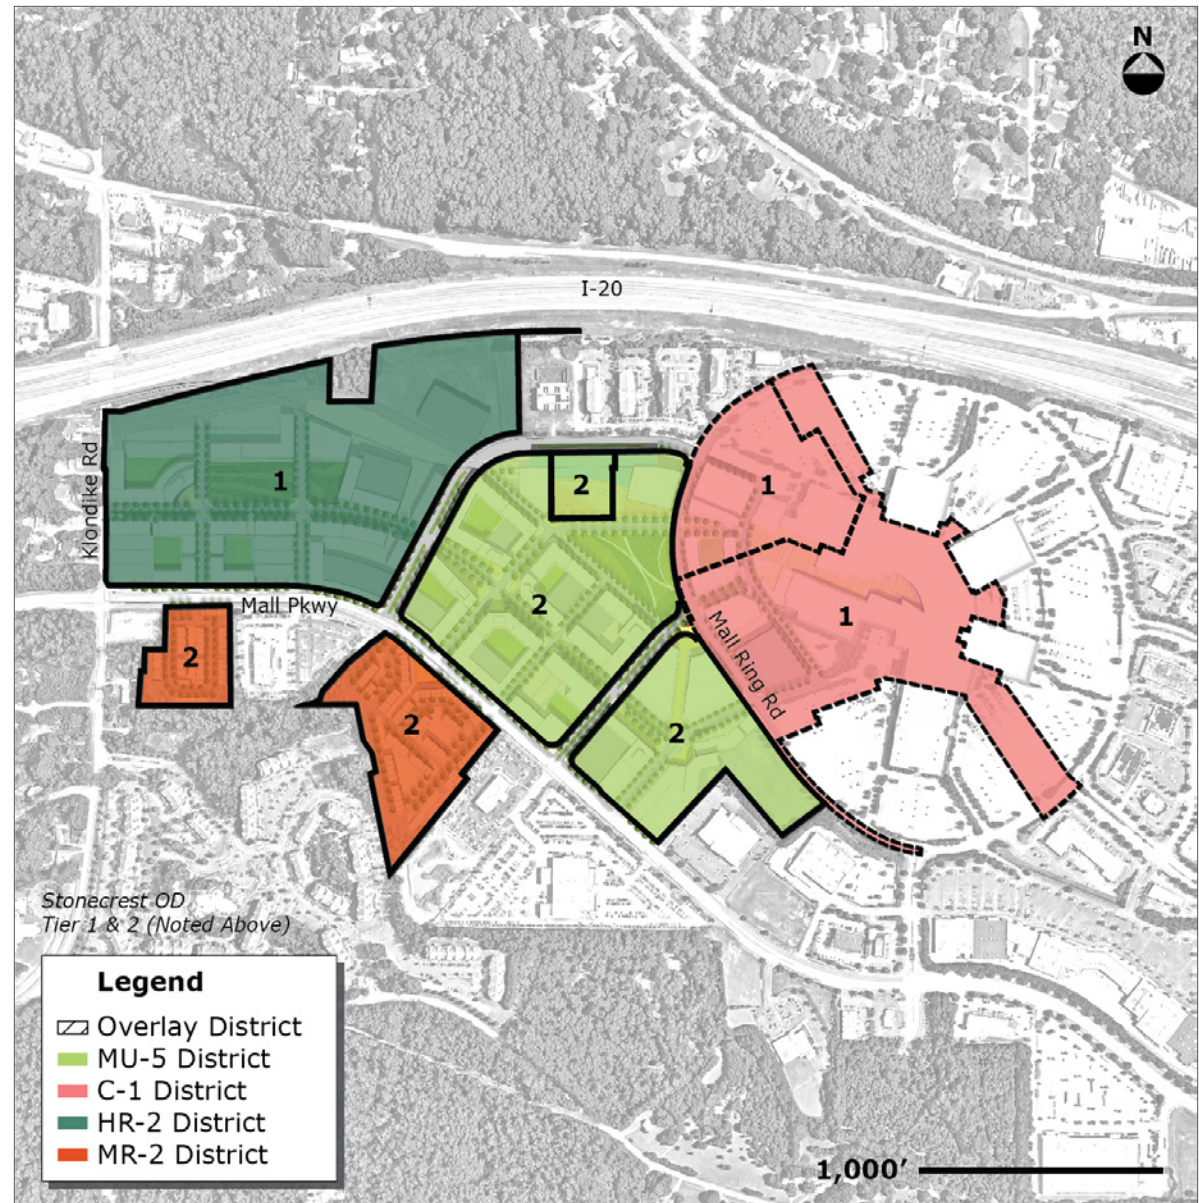 N
I-20
Klondike Rd
1
2
1
2
1
Mall Pkwy
Mall Ring Rd
2
2
2
Stonecrest OD
Tier 1 & 2 (Noted Above)
Legend
Overlay District
MU-5 District
C-1 District
HR-2 District
MR-2 District
1,000′